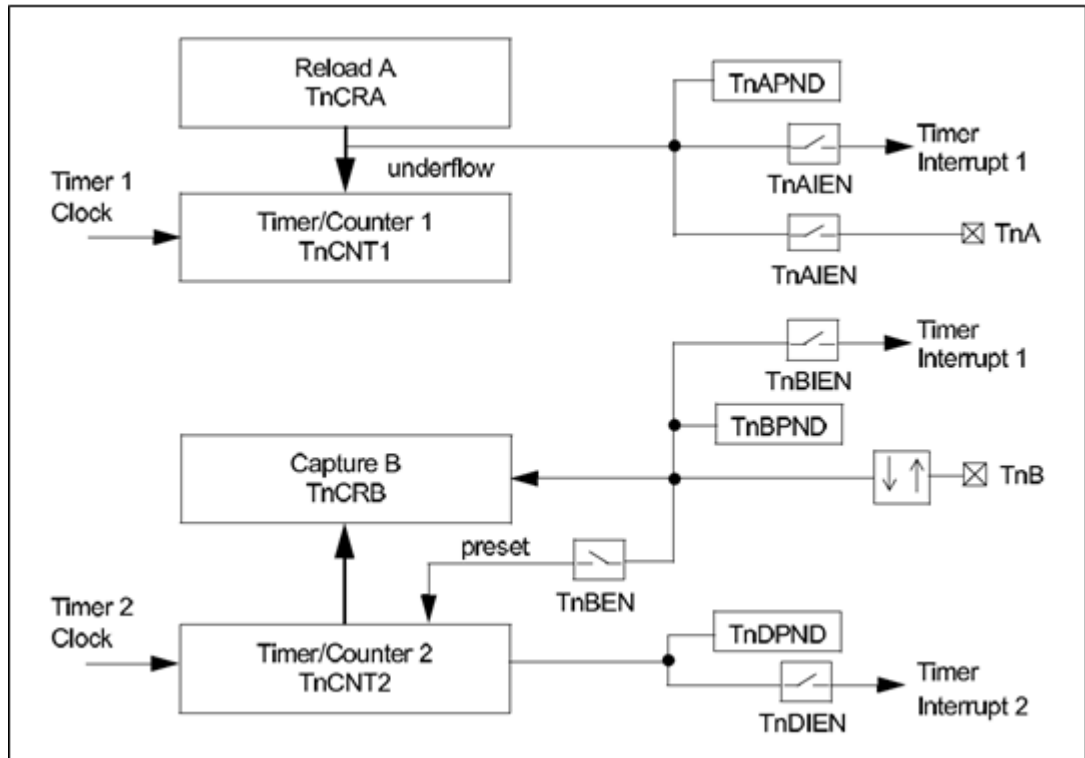 Reload A
TnCRA
TnAPND
underflow
Timer
Interrupt 1
TnAIEN
Timer 1
Clock
Timer/Counter 1
TnCNT1
TnA
TnAIEN
Timer
Interrupt 1
TnBIEN
TnBPND
Capture B
TnCRB
TnB
preset
TnBEN
Timer 2
Clock
Timer/Counter 2
TnCNT2
TnDPND
Timer
Interrupt 2
TnDIEN